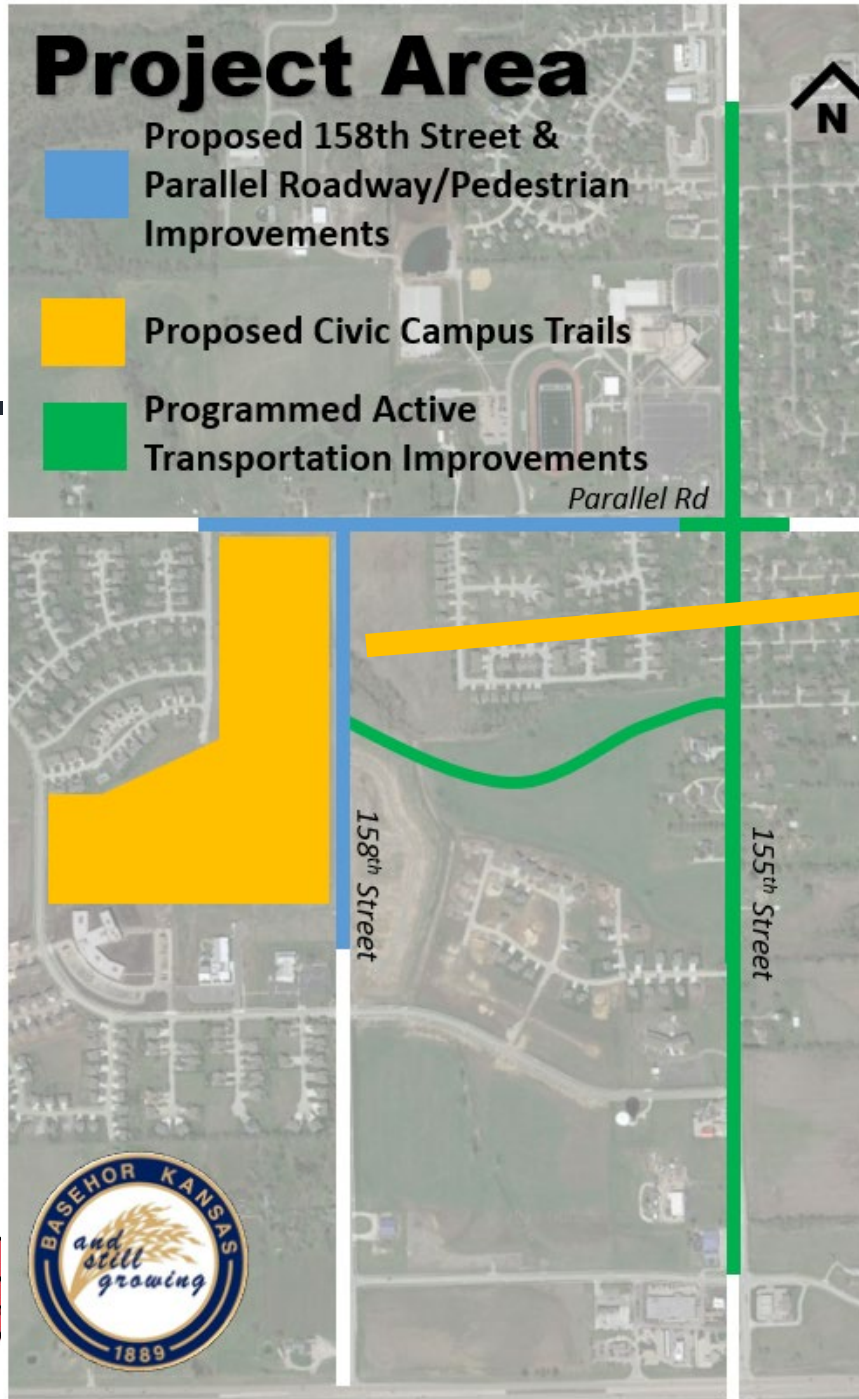 Project Area
N
Proposed 158th Street &
Parallel Roadway/Pedestrian
Improvements
Proposed Civic Campus Trails
Programmed Active
Transportation Improvements
Parallel Rd
158th Street
155th Street
BASEHOR KANSAS
and
still
growing
1889